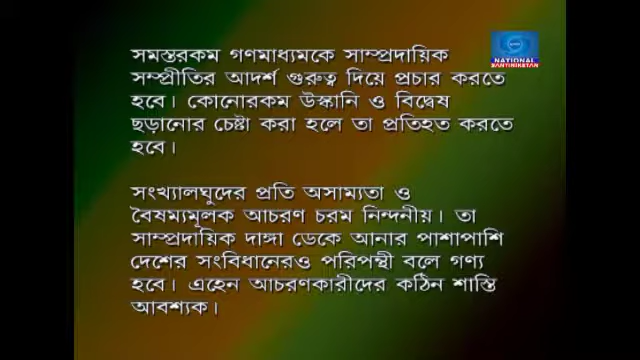 সমস্তরকম গণমাধ্যমকে সাম্প্রদায়িক
সম্প্রীতির আদর্শ গুরুত্ব দিয়ে প্রচার করতে
হবে। কোনোরকম উস্কানি ও বিদ্বেষ
ছড়ানোর চেষ্টা করা হলে তা প্রতিহত করতে
হবে।
সংখ্যালঘুদের প্রতি অসাম্যতা ও
বৈষম্যমূলক আচরণ চরম নিন্দনীয়। তা
সাম্প্রদায়িক দাঙ্গা ডেকে আনার পাশাপাশি
দেশের সংবিধানেরও পরিপন্থী বলে গণ্য
হবে। এহেন আচরণকারীদের কঠিন শাস্তি
আবশ্যক।
NATIONAL
SANTINIKETAN